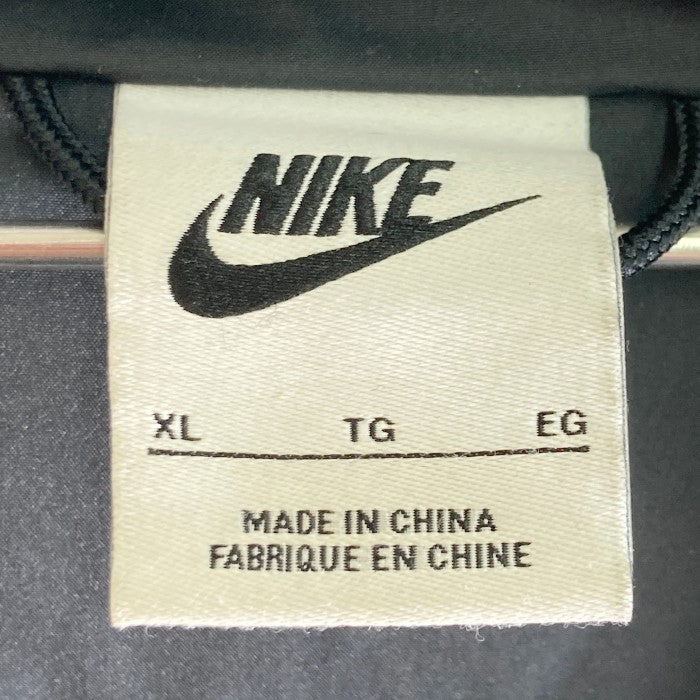 NIKE
XL TG EG
MADE IN CHINA
FABRIQUE EN CHINE